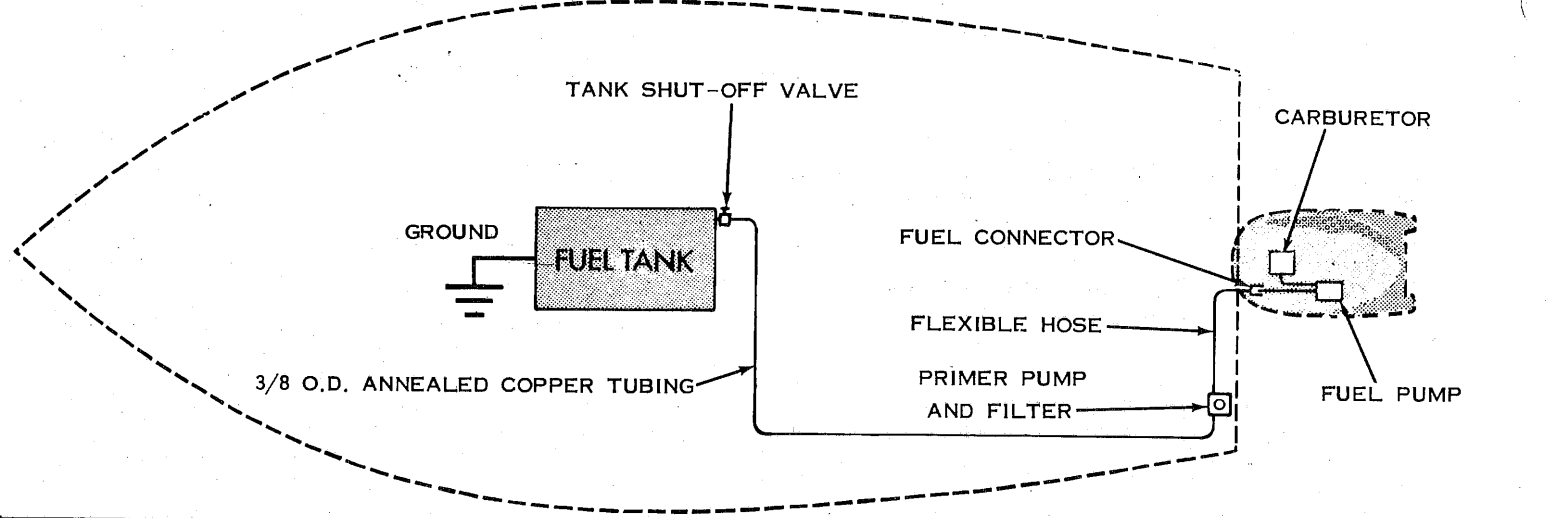 TANK SHUT-OFF VALVE
CARBURETOR
GROUND
FUEL TANK
FUEL CONNECTOR
FLEXIBLE HOSE
3/8 O.D. ANNEALED COPPER TUBING
PRIMER PUMP
AND FILTER
FUEL PUMP